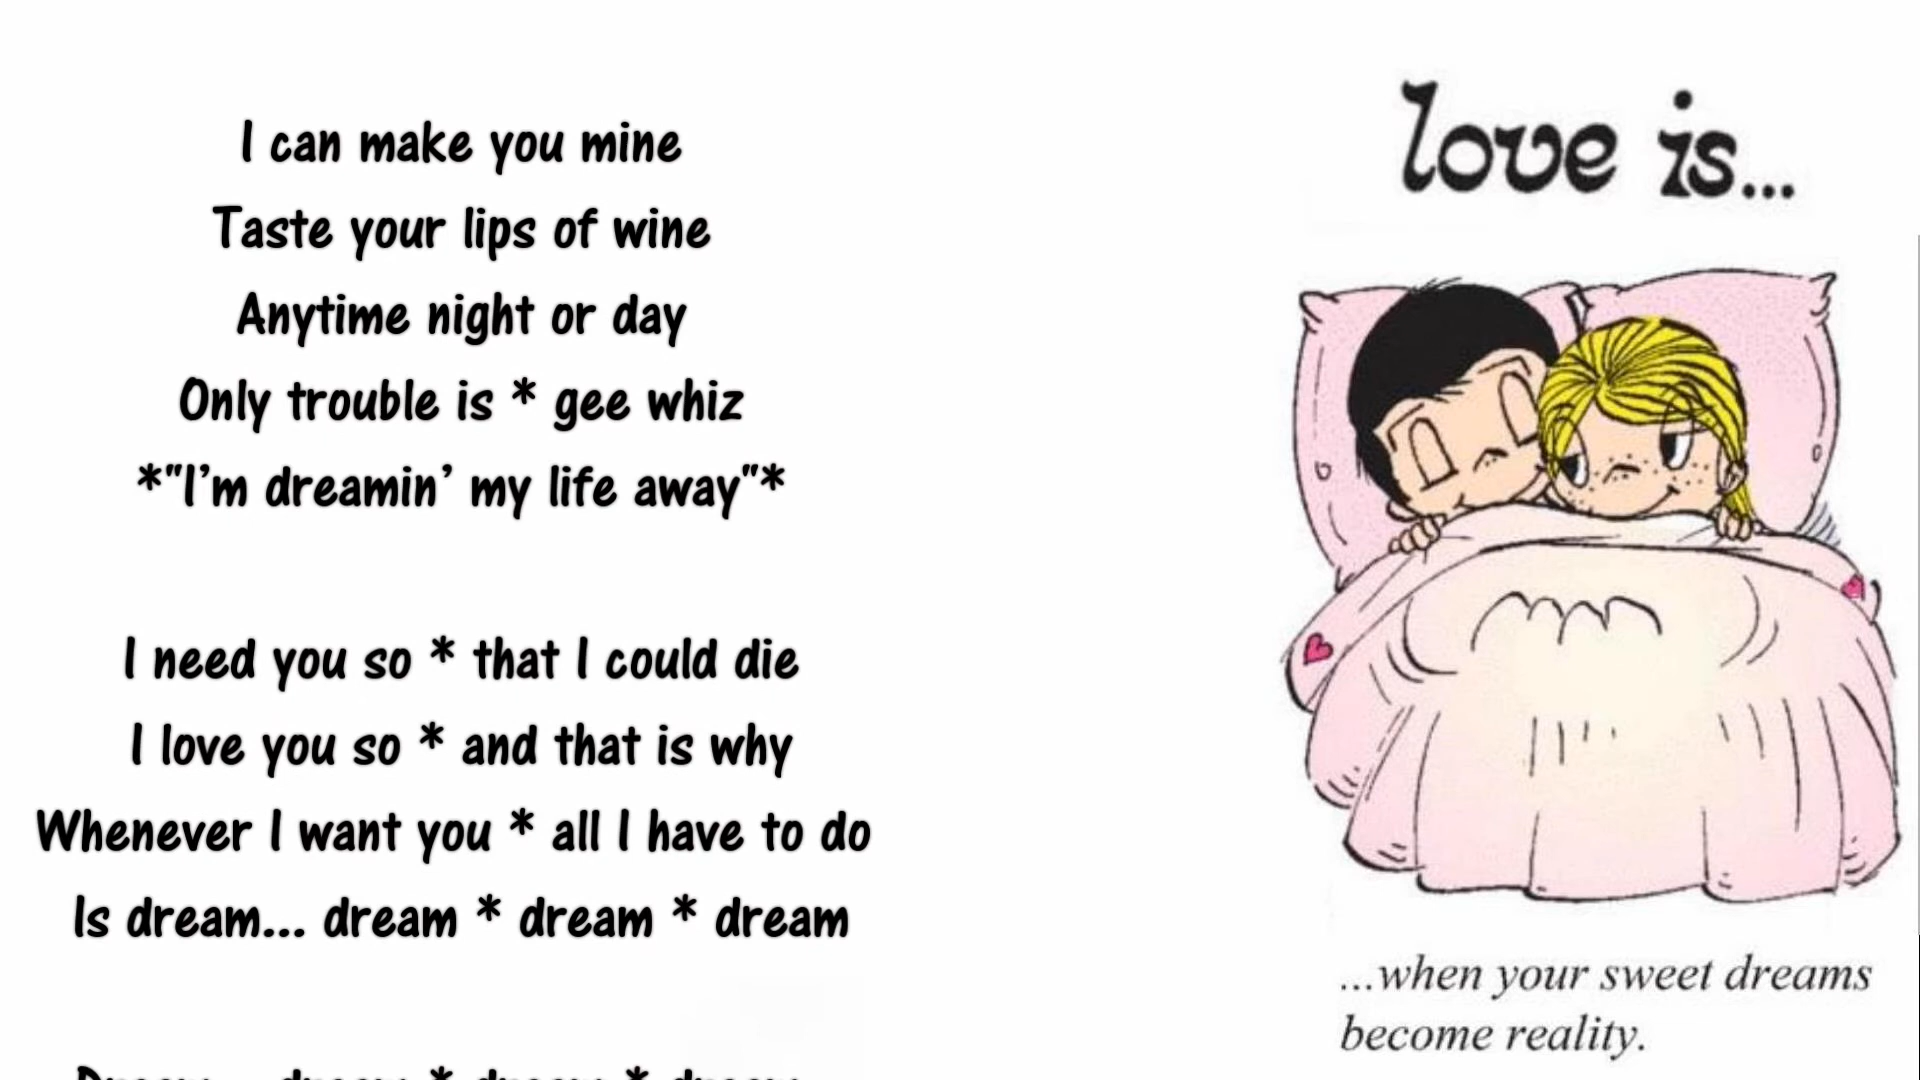 I can make you mine
Taste your lips of wine
Anytime night or day
Only trouble is * gee whiz
*"I'm dreamin' my life away"*
I need you so * that I could die
I love you so * and that is why
Whenever I want you * all I have to do
Is dream... dream * dream * dream
love is...
...when your sweet dreams
become reality.